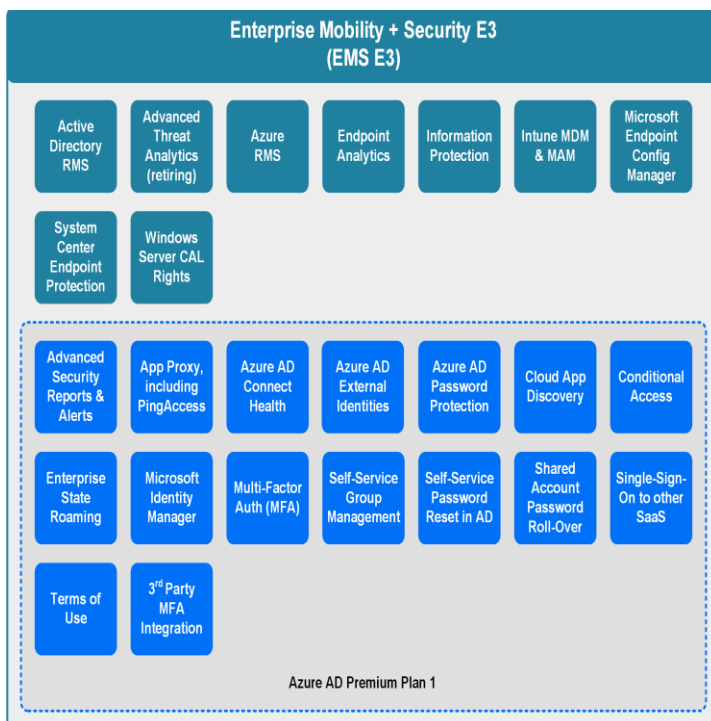 Enterprise Mobility + Security E3
(EMS E3)
Active
Directory
RMS
Advanced
Threat
Analytics
(retiring)
Azure
RMS
Endpoint
Analytics
Information
Protection
Intune MDM
& MAM
Microsoft
Endpoint
Config
Manager
System
Center
Endpoint
Protection
Windows
Server CAL
Rights
Advanced
Security
Reports &
Alerts
App Proxy,
including
PingAccess
Azure AD
Connect
Health
Azure AD
External
Identities
Azure AD
Password
Protection
Cloud App
Discovery
Conditional
Access
Enterprise
State
Roaming
Microsoft
Identity
Manager
Multi-Factor
Auth (MFA)
Self-Service
Group
Management
Self-Service
Password
Reset in AD
Shared
Account
Password
Roll-Over
Single-Sign-
On to other
SaaS
Terms of
Use
3rd Party
MFA
Integration
Azure AD Premium Plan 1